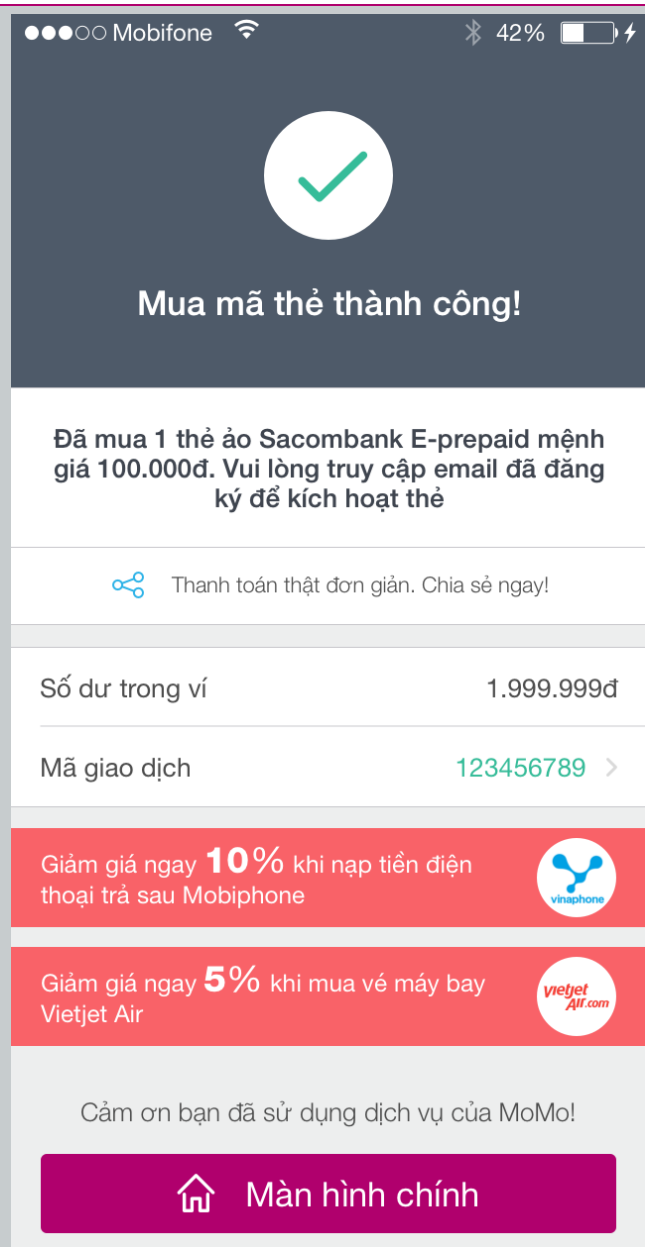 Mobifone 42%
Mua mã thẻ thành công!
Đã mua 1 thẻ ảo Sacombank E-prepaid mệnh
giá 100.000đ. Vui lòng truy cập email đã đăng
ký để kích hoạt thẻ
Thanh toán thật đơn giản. Chia sẻ ngay!
Số dư trong ví 1.999.999đ
Mã giao dịch 123456789
Giảm giá ngay 10% khi nạp tiền điện
thoại trả sau Mobiphone
vinaphone
Giảm giá ngay 5% khi mua vé máy bay
Vietjet Air
vietjet
Air.com
Cảm ơn bạn đã sử dụng dịch vụ của MoMo!
Màn hình chính